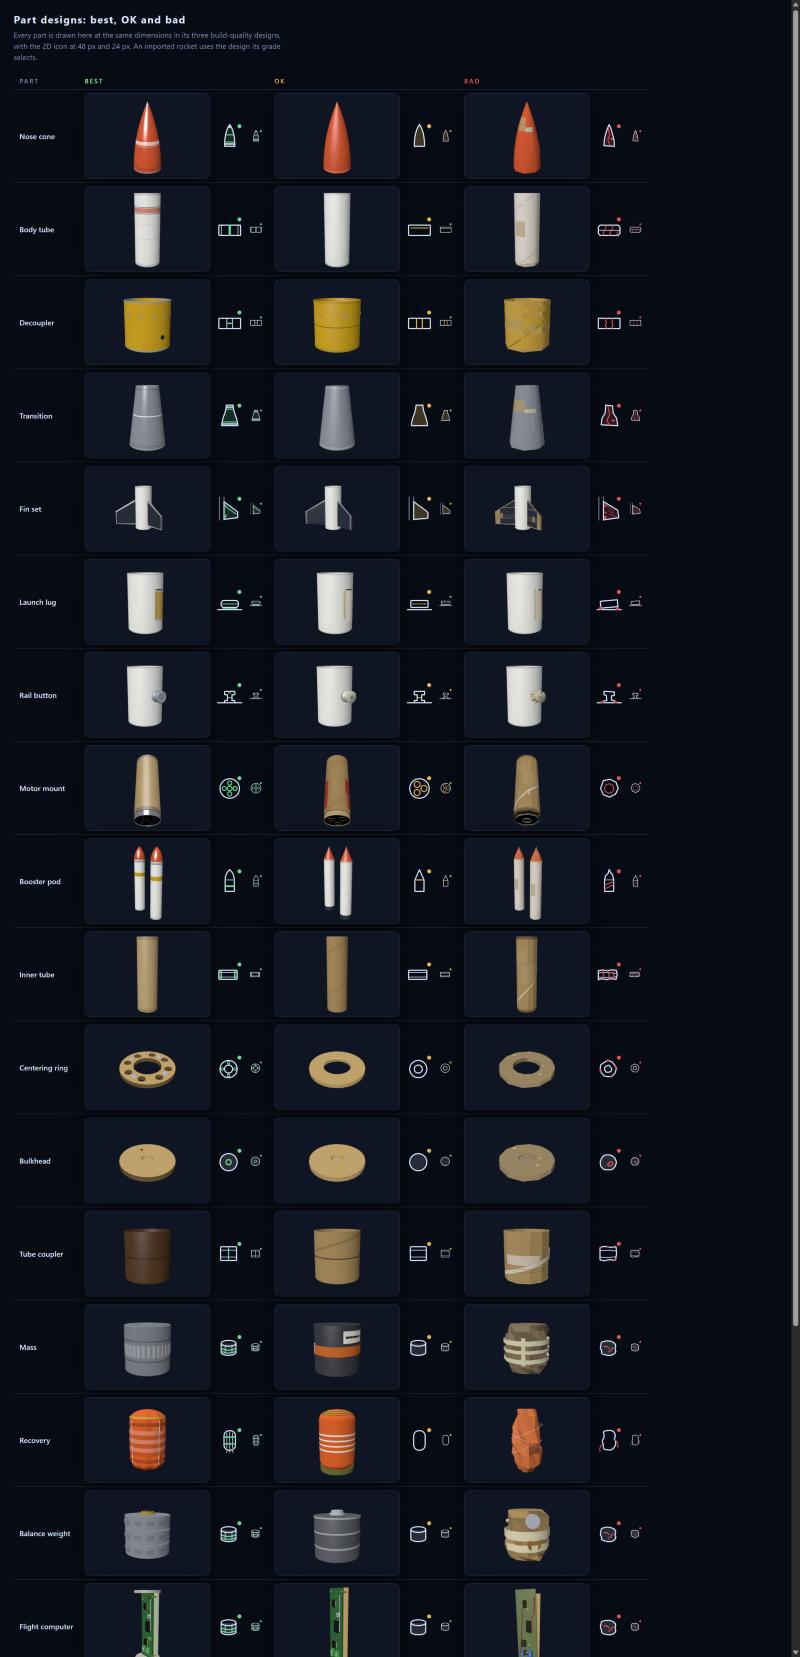 Part designs: best, OK and bad
Every part is drawn here at the same dimensions in its three build-quality designs,
with the 2D icon at 48 px and 24 px. An imported rocket uses the design its grade
selects.
PART BEST OK BAD
Nose cone
Body tube
Decoupler
Transition
Fin set
Launch lug
Rail button
Motor mount
Booster pod
Inner tube
Centering ring
Bulkhead
Tube coupler
Mass
Recovery
Balance weight
Flight computer